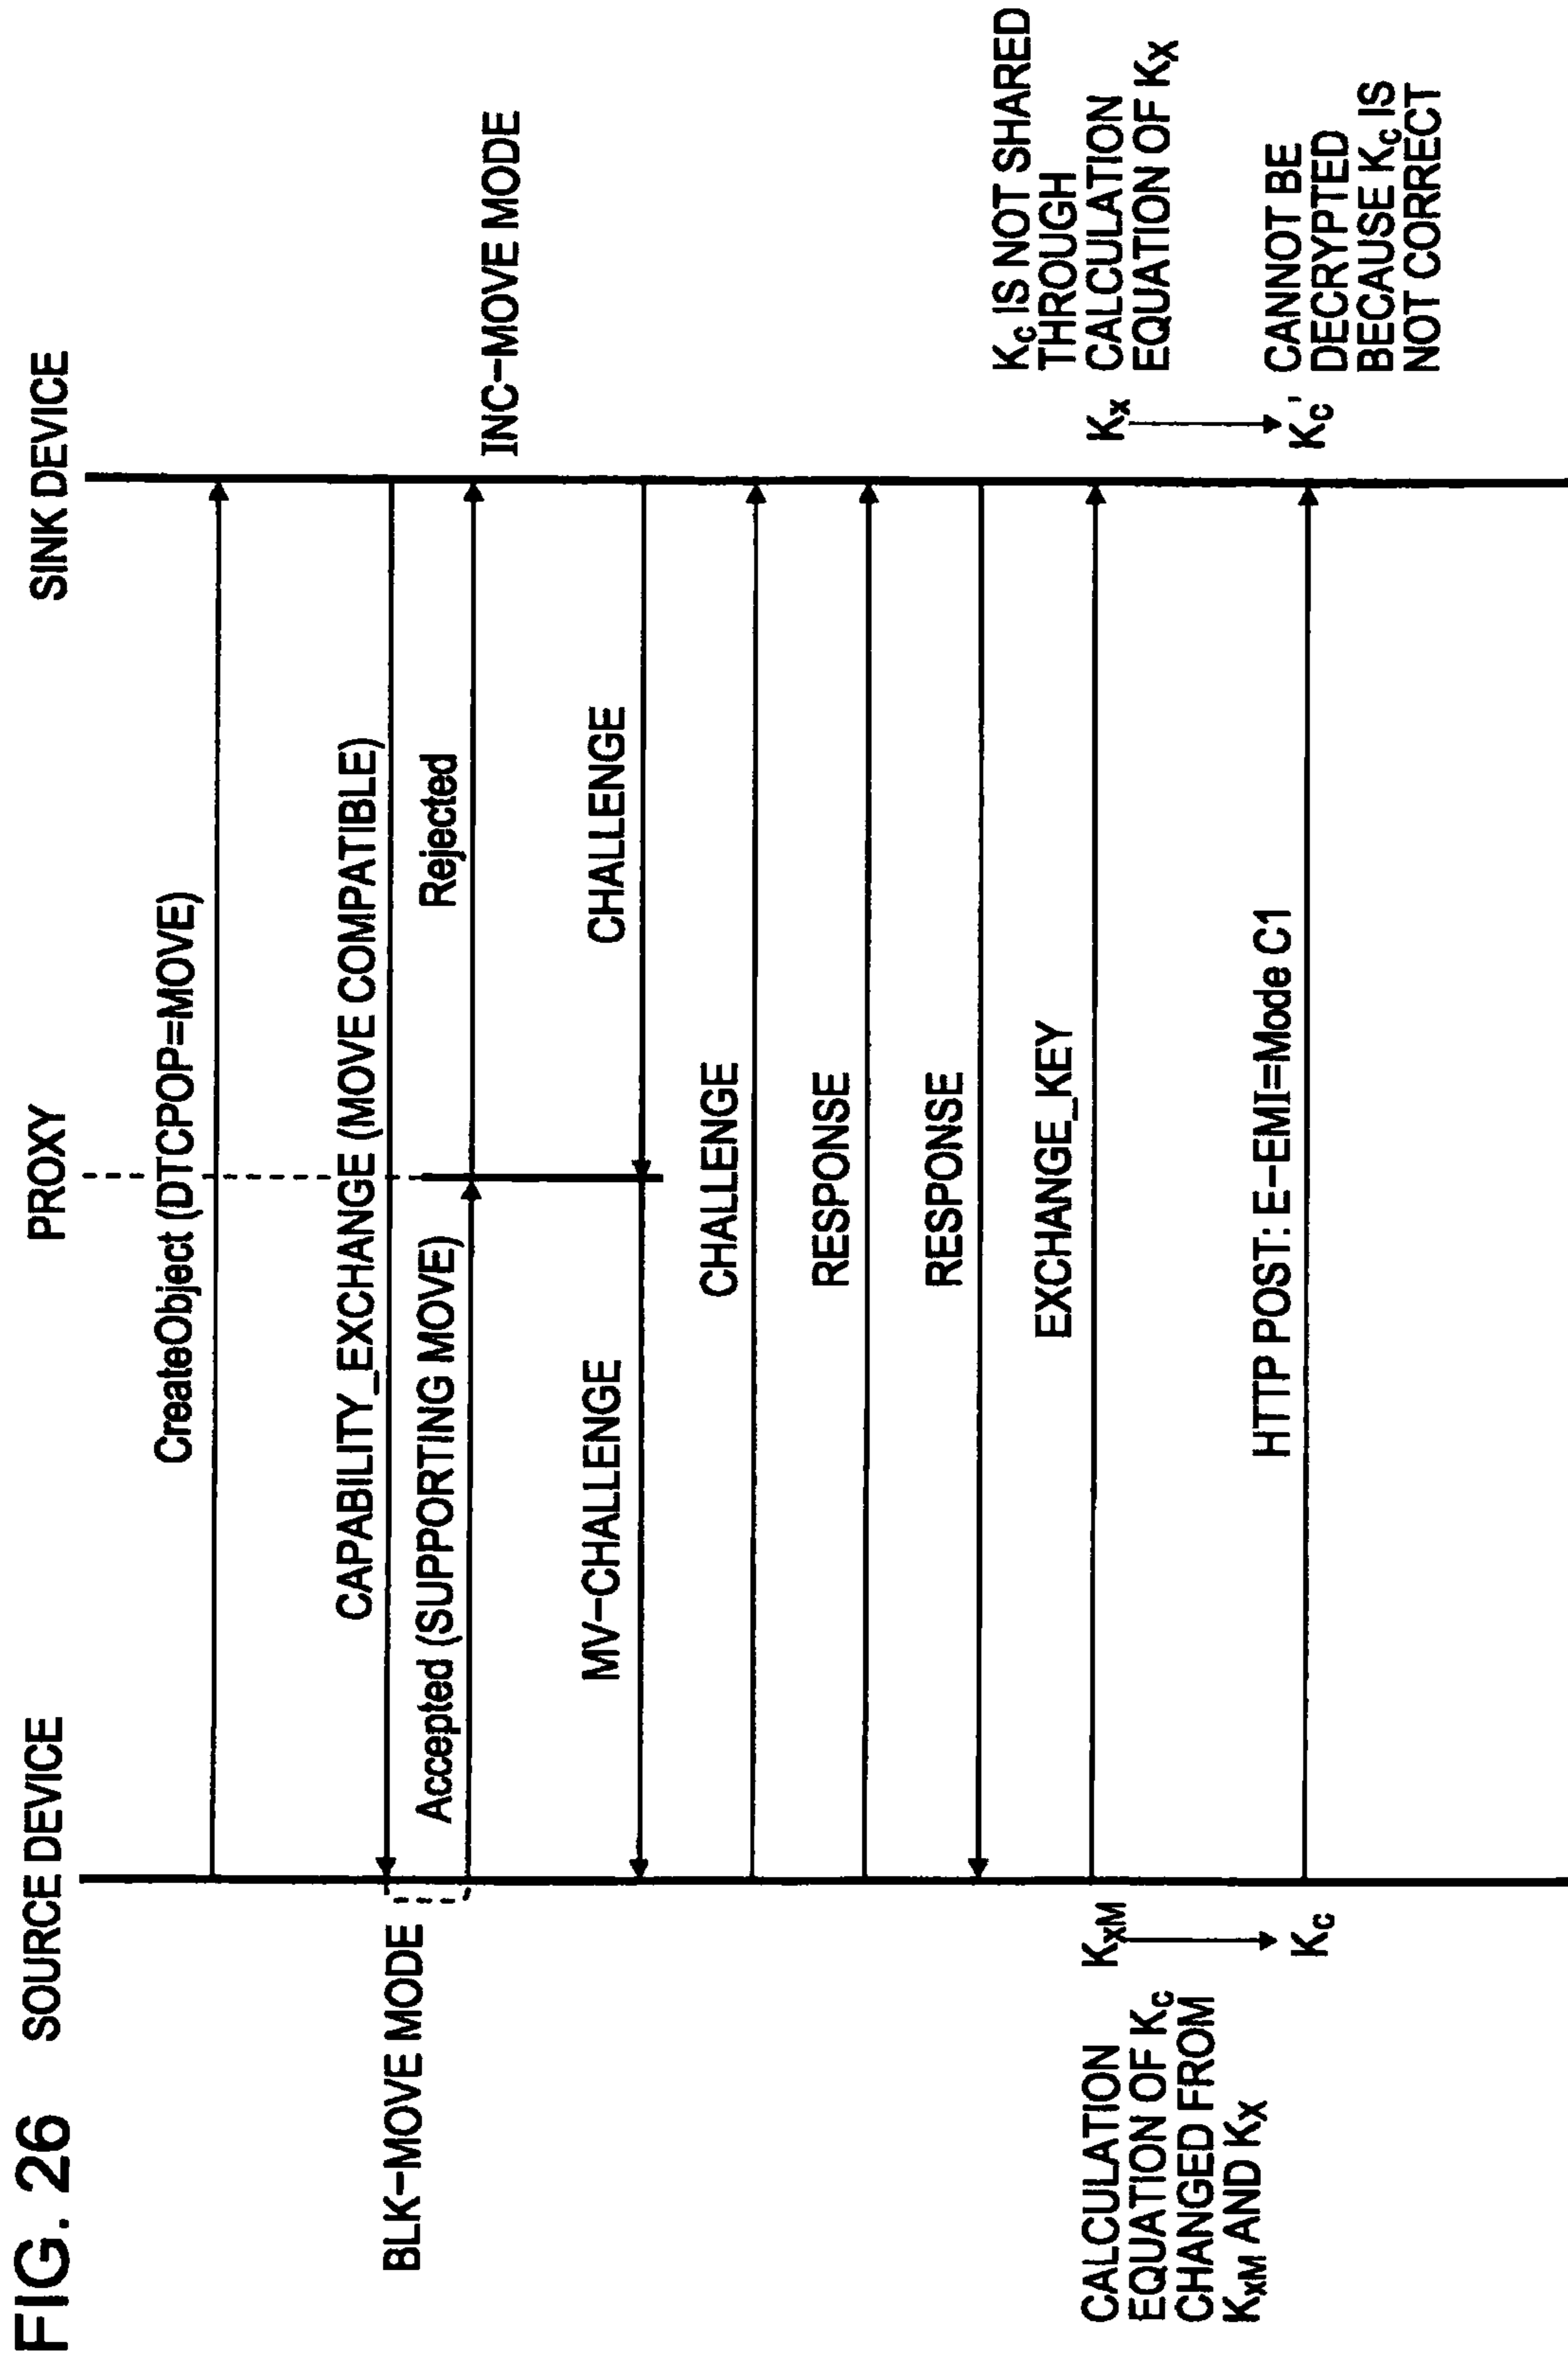 FIG. 26
SOURCE DEVICE
PROXY
SINK DEVICE
CreateObject (DTCPOP=MOVE)
CAPABILITY_EXCHANGE (MOVE COMPATIBLE)
BLK-MOVE MODE
Accepted (SUPPORTING MOVE)
Rejected
INC-MOVE MODE
MV-CHALLENGE
CHALLENGE
CHALLENGE
RESPONSE
RESPONSE
EXCHANGE_KEY
CALCULATION
EQUATION OF Kc
CHANGED FROM
KxM AND Kx
KxM
Kc
Kx
Kc'
Kc IS NOT SHARED
THROUGH
CALCULATION
EQUATION OF Kx
HTTP POST: E-EMI=Mode C1
CANNOT BE
DECRYPTED
BECAUSE Kc IS
NOT CORRECT